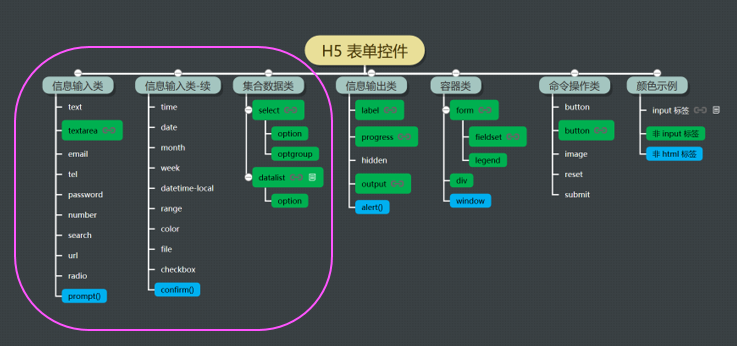 H5 表单控件
信息输入类
text
textarea
email
tel
password
number
search
url
radio
prompt()
信息输入类-续
time
date
month
week
datetime-local
range
color
file
checkbox
confirm()
集合数据类
select
option
optgroup
datalist
option
信息输出类
label
progress
hidden
output
alert()
容器类
form
fieldset
legend
div
window
命令操作类
button
button
image
reset
submit
颜色示例
input 标签
非 input 标签
非 html 标签